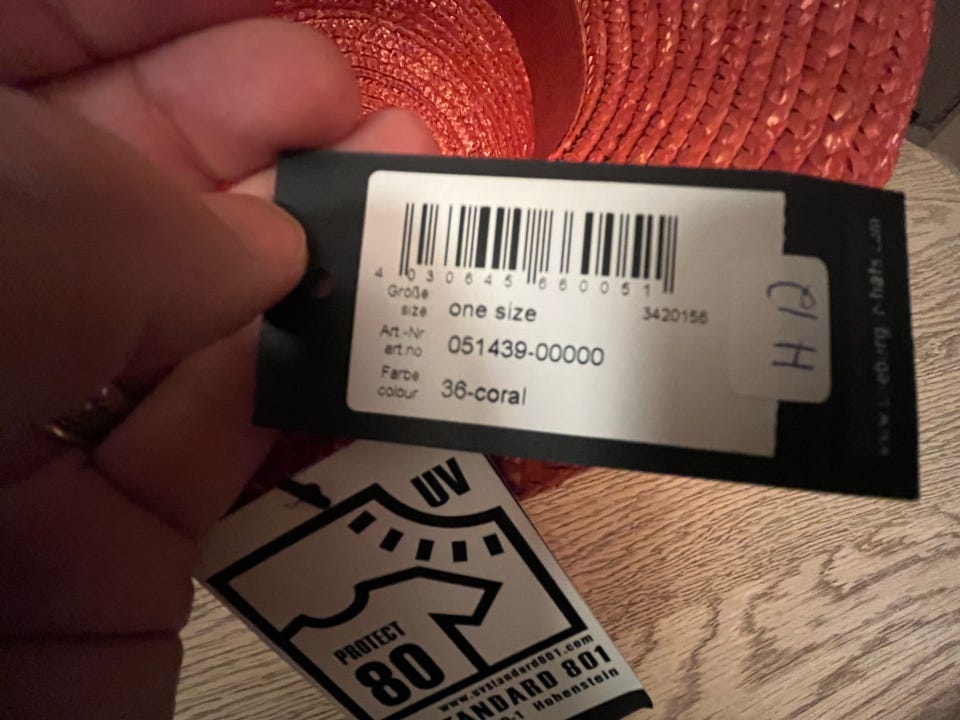 4 030645 660051
Größe
size one size 3420156
Art.-Nr
art.no 051439-00000
Farbe
colour 36-coral
H 12
UV
PROTECT
80
www.uvstandard801.com
STANDARD 801
Hohenstein